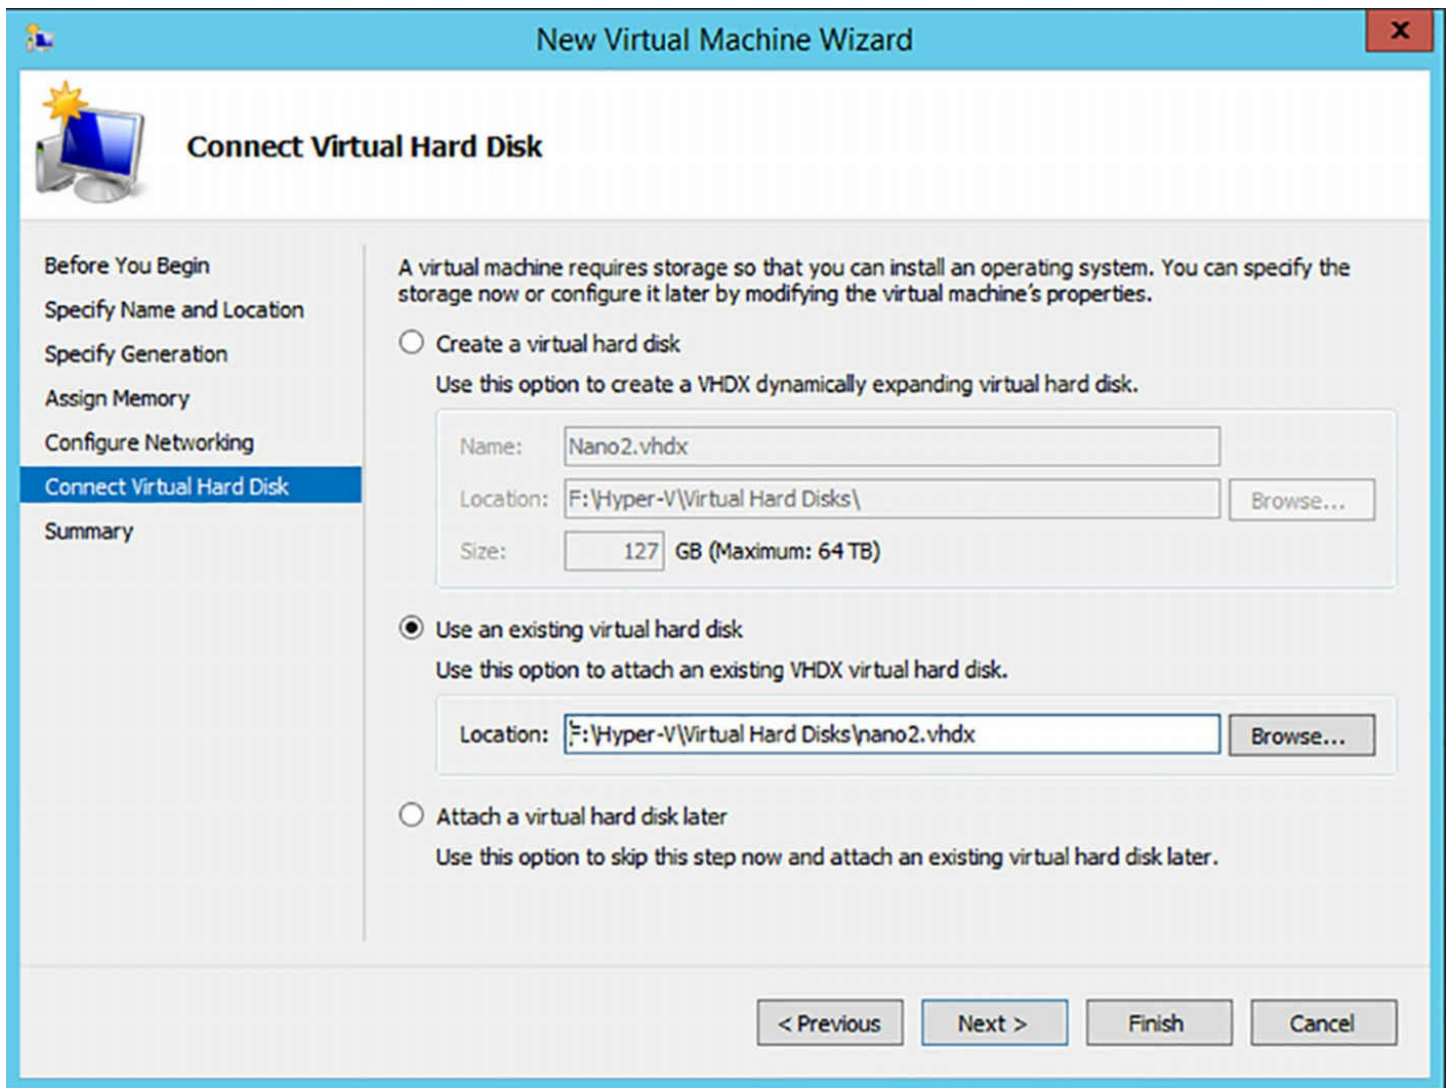 New Virtual Machine Wizard
x
Connect Virtual Hard Disk
Before You Begin
Specify Name and Location
Specify Generation
Assign Memory
Configure Networking
Connect Virtual Hard Disk
Summary
A virtual machine requires storage so that you can install an operating system. You can specify the
storage now or configure it later by modifying the virtual machine's properties.
Create a virtual hard disk
Use this option to create a VHDX dynamically expanding virtual hard disk.
Name: Nano2.vhdx
Location: F:\Hyper-V\Virtual Hard Disks\ Browse...
Size: 127 GB (Maximum: 64 TB)
Use an existing virtual hard disk
Use this option to attach an existing VHDX virtual hard disk.
Location: F:\Hyper-V\Virtual Hard Disks\nano2.vhdx Browse...
Attach a virtual hard disk later
Use this option to skip this step now and attach an existing virtual hard disk later.
< Previous Next > Finish Cancel